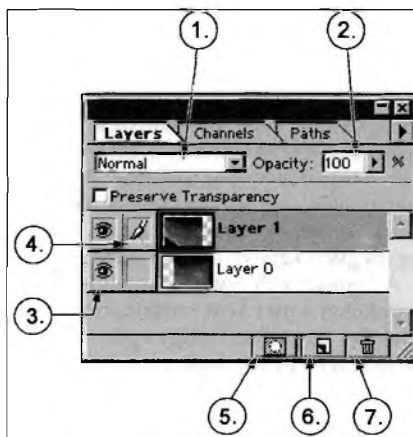 1. 2.
Layers Channels Paths
Normal Opacity: 100 %
Preserve Transparency
4. Layer 1
Layer 0
3.
5. 6. 7.